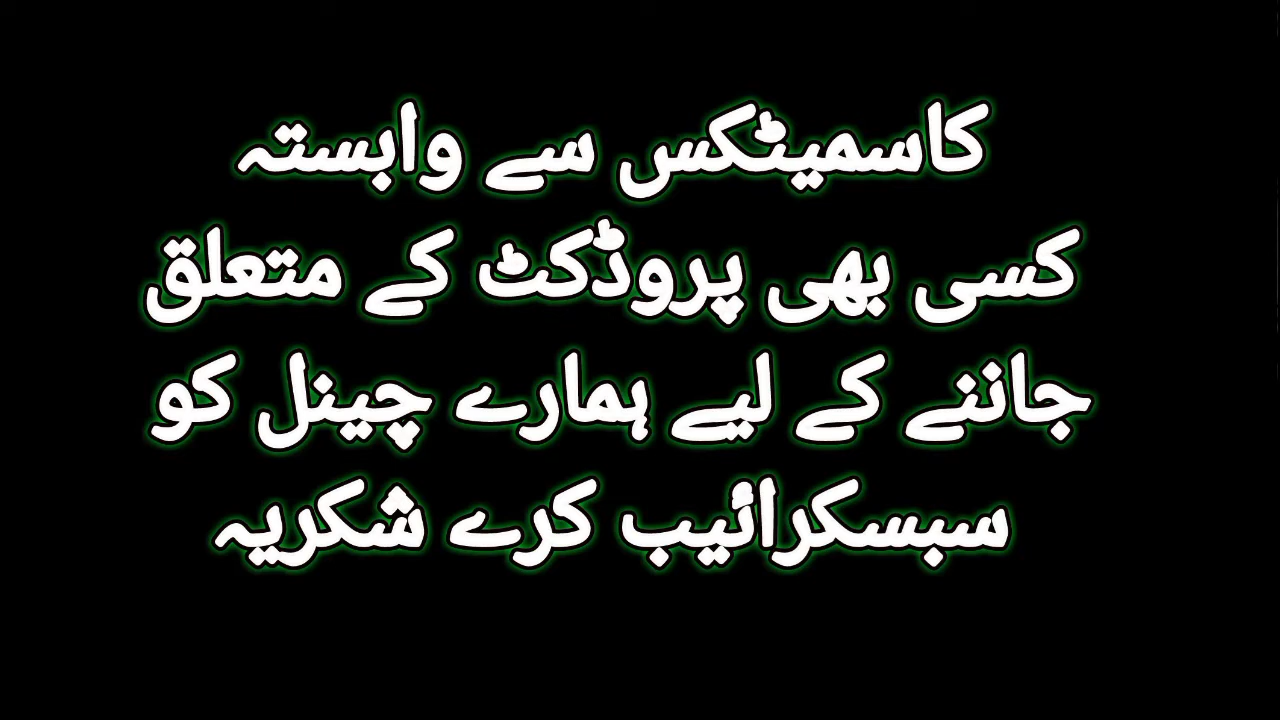 کاسمیٹکس سے وابستہ
کسی بھی پروڈکٹ کے متعلق
جاننے کے لیے ہمارے چینل کو
سبسکرائیب کرے شکریہ